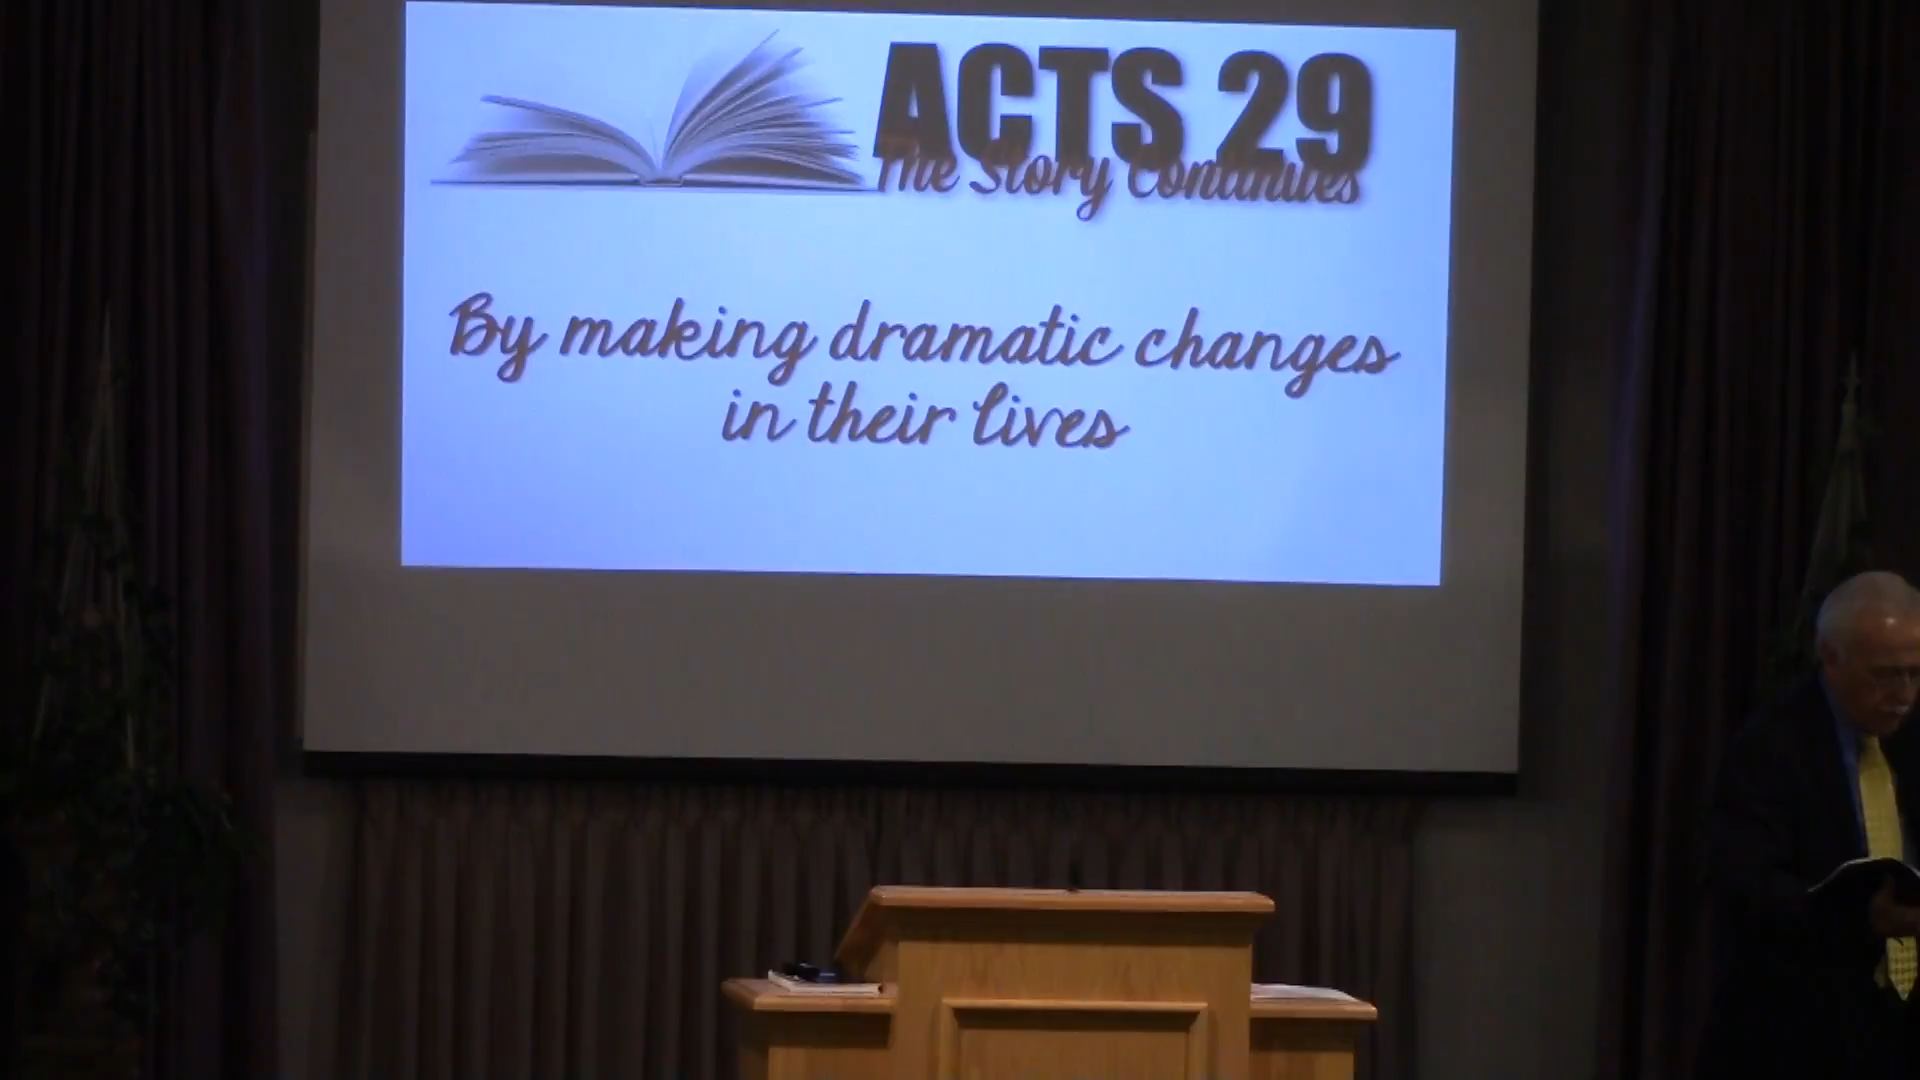 ACTS 29
The Story Continues
By making dramatic changes
in their lives